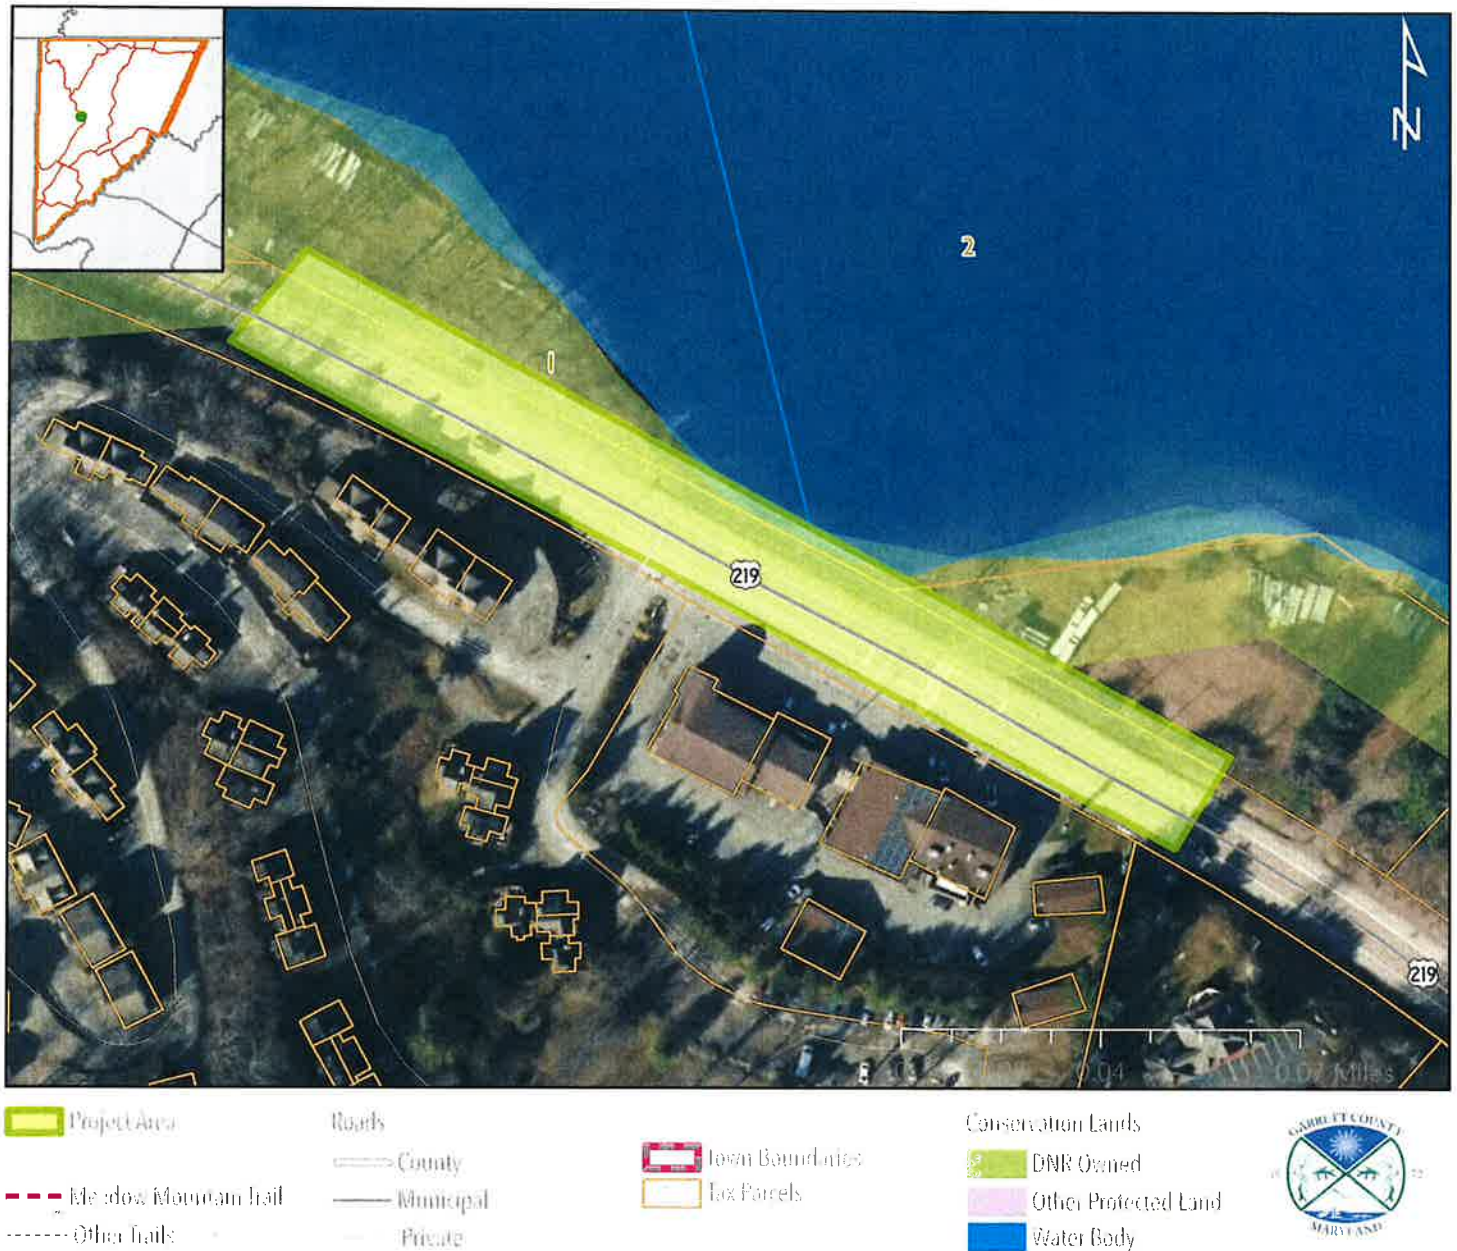 N
2
1
219
219
0.04
0.07 Miles
Project Area
Meadow Mountain Trail
Other Trails
Roads
County
Municipal
Private
Town Boundaries
Tax Parcels
Conservation Lands
DNR Owned
Other Protected Land
Water Body
GARRETT COUNTY
MARYLAND